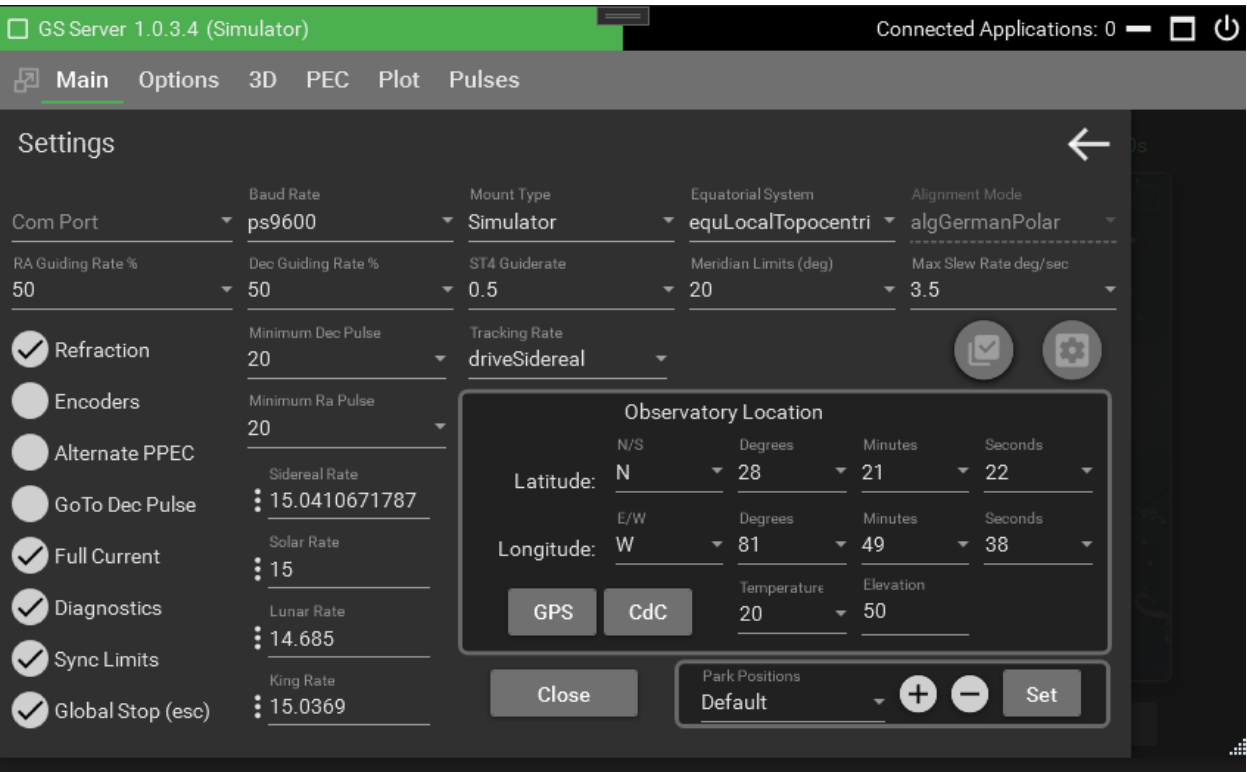 GS Server 1.0.3.4 (Simulator)
Connected Applications: 0
Main Options 3D PEC Plot Pulses
Settings
Com Port
Baud Rate
ps9600
Mount Type
Simulator
Equatorial System
equLocalTopocentri
Alignment Mode
algGermanPolar
RA Guiding Rate %
50
Dec Guiding Rate %
50
ST4 Guiderate
0.5
Meridian Limits (deg)
20
Max Slew Rate deg/sec
3.5
Refraction
Encoders
Alternate PPEC
GoTo Dec Pulse
Full Current
Diagnostics
Sync Limits
Global Stop (esc)
Minimum Dec Pulse
20
Minimum Ra Pulse
20
Sidereal Rate
15.0410671787
Solar Rate
15
Lunar Rate
14.685
King Rate
15.0369
Tracking Rate
driveSidereal
Observatory Location
N/S Degrees Minutes Seconds
Latitude: N 28 21 22
E/W Degrees Minutes Seconds
Longitude: W 81 49 38
GPS
CdC
Temperature
20
Elevation
50
Close
Park Positions
Default
Set